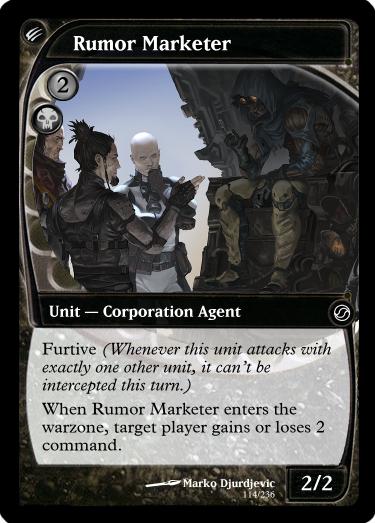 Rumor Marketer
2
Unit — Corporation Agent
Furtive (Whenever this unit attacks with
exactly one other unit, it can't be
intercepted this turn.)
When Rumor Marketer enters the
warzone, target player gains or loses 2
command.
Marko Djurdjevic
114/236
2/2